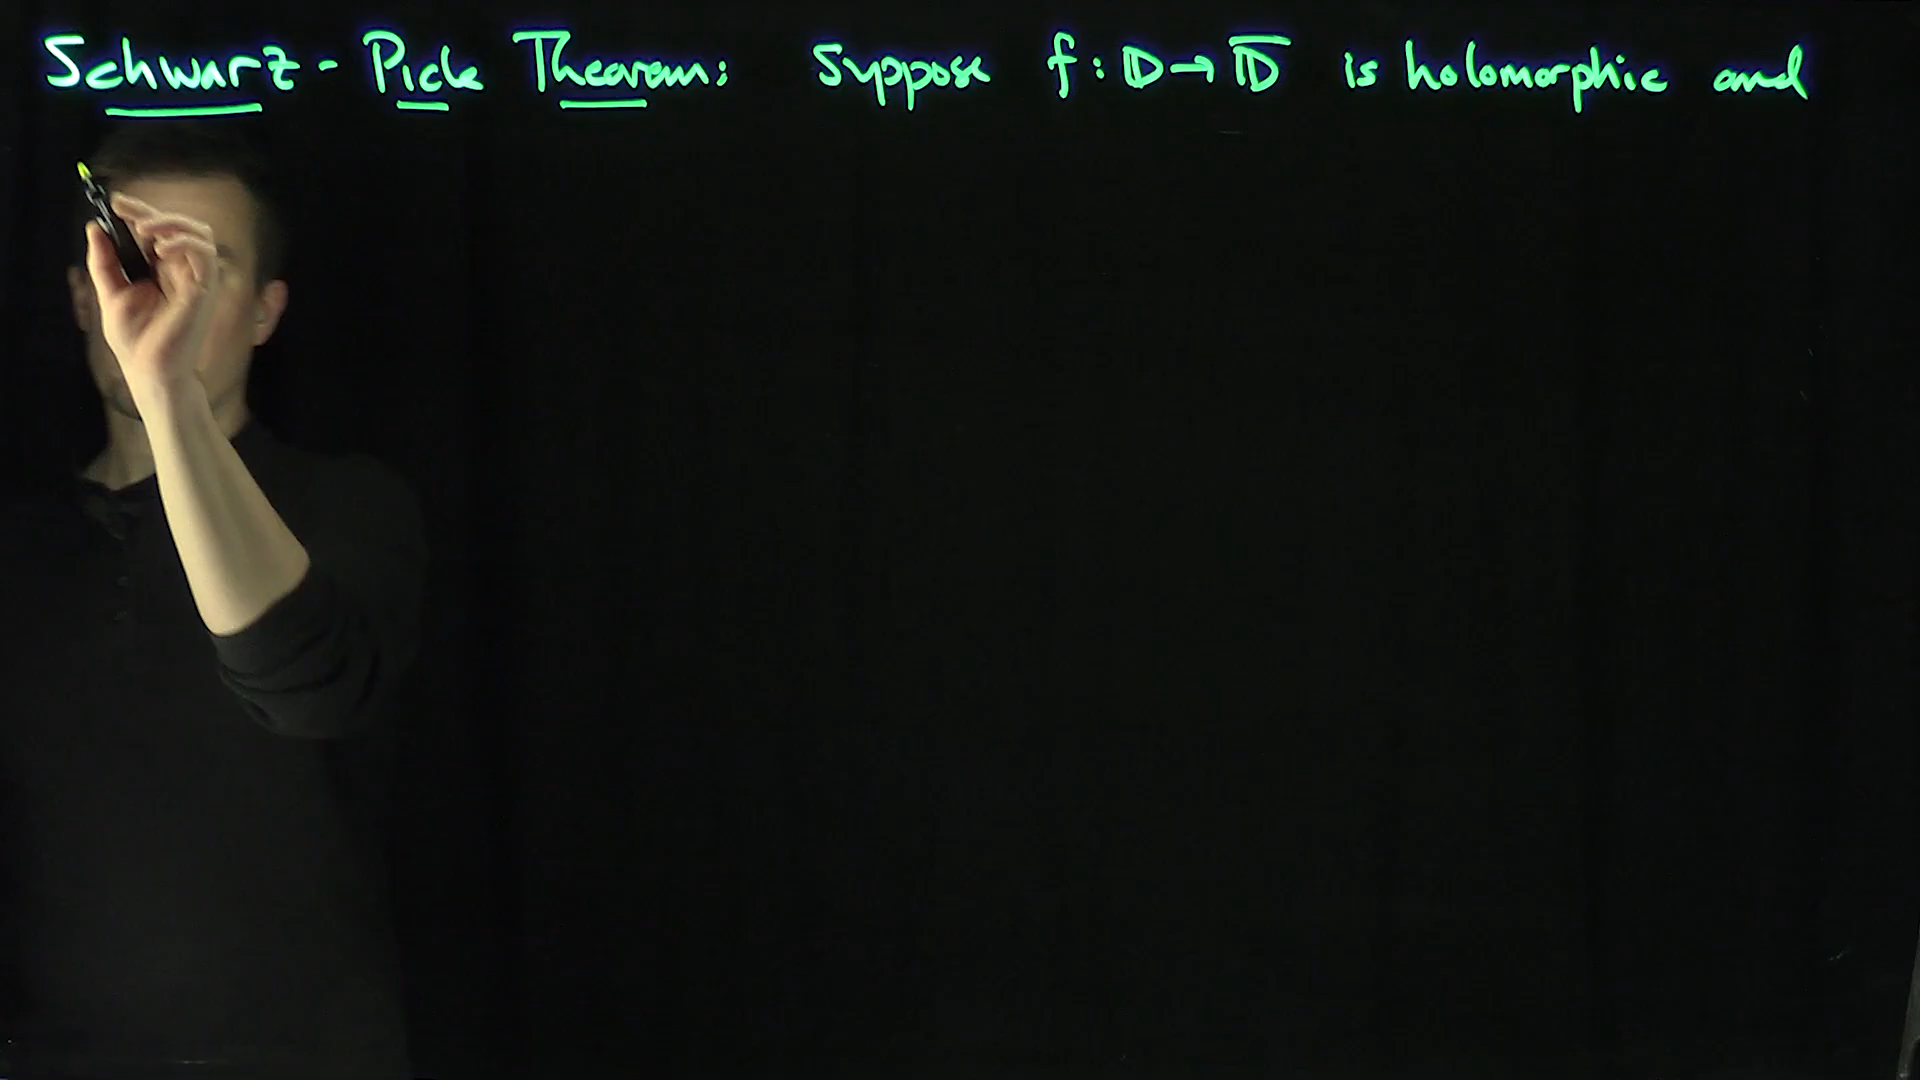 Schwarz-Pick Theorem: Suppose f: 𝔻→𝔻̅ is holomorphic and